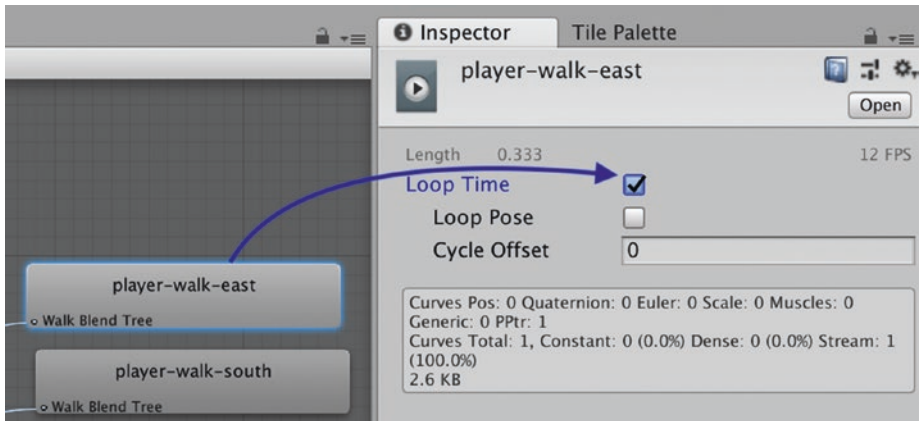 Inspector
Tile Palette
player-walk-east
Open
Length 0.333
12 FPS
Loop Time
Loop Pose
Cycle Offset 0
player-walk-east
Walk Blend Tree
player-walk-south
Walk Blend Tree
Curves Pos: 0 Quaternion: 0 Euler: 0 Scale: 0 Muscles: 0
Generic: 0 PPtr: 1
Curves Total: 1, Constant: 0 (0.0%) Dense: 0 (0.0%) Stream: 1
(100.0%)
2.6 KB